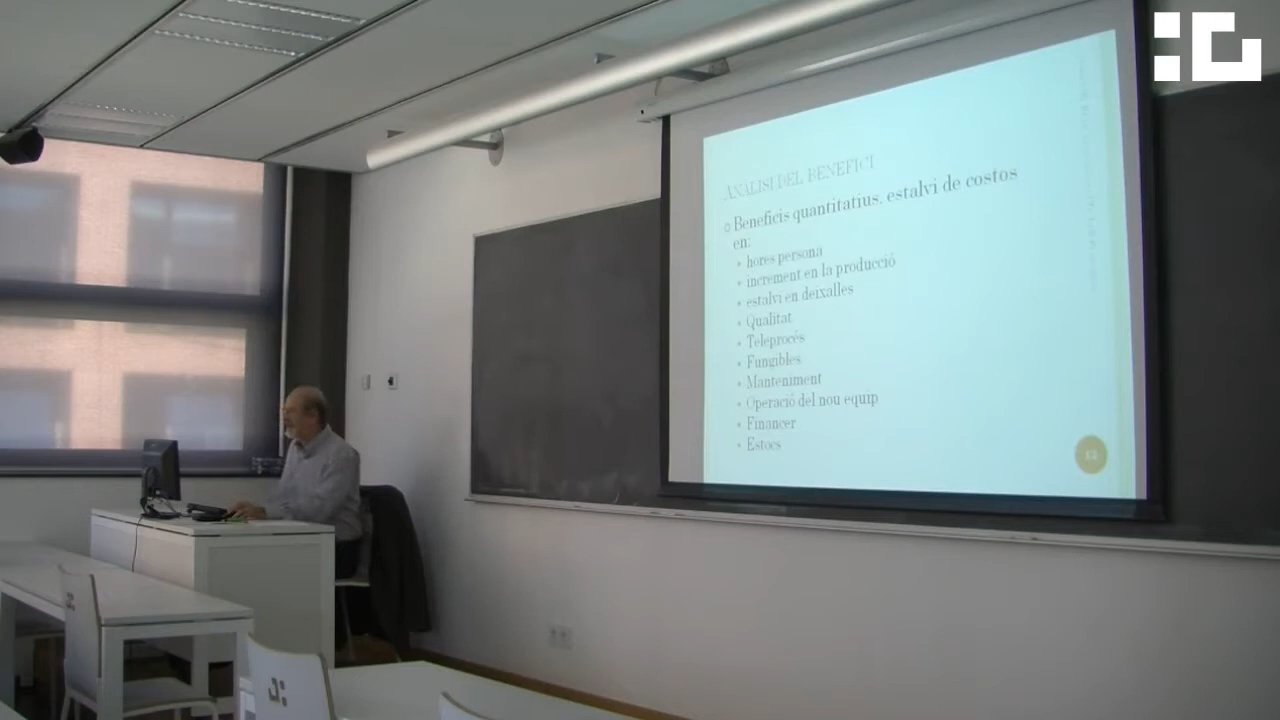 ANÀLISI DEL BENEFICI
Beneficis quantitatius, estalvi de costos
en:
hores persona
increment en la producció
estalvi en deixalles
Qualitat
Teleprocés
Fungibles
Manteniment
Operació del nou equip
Financer
Estocs